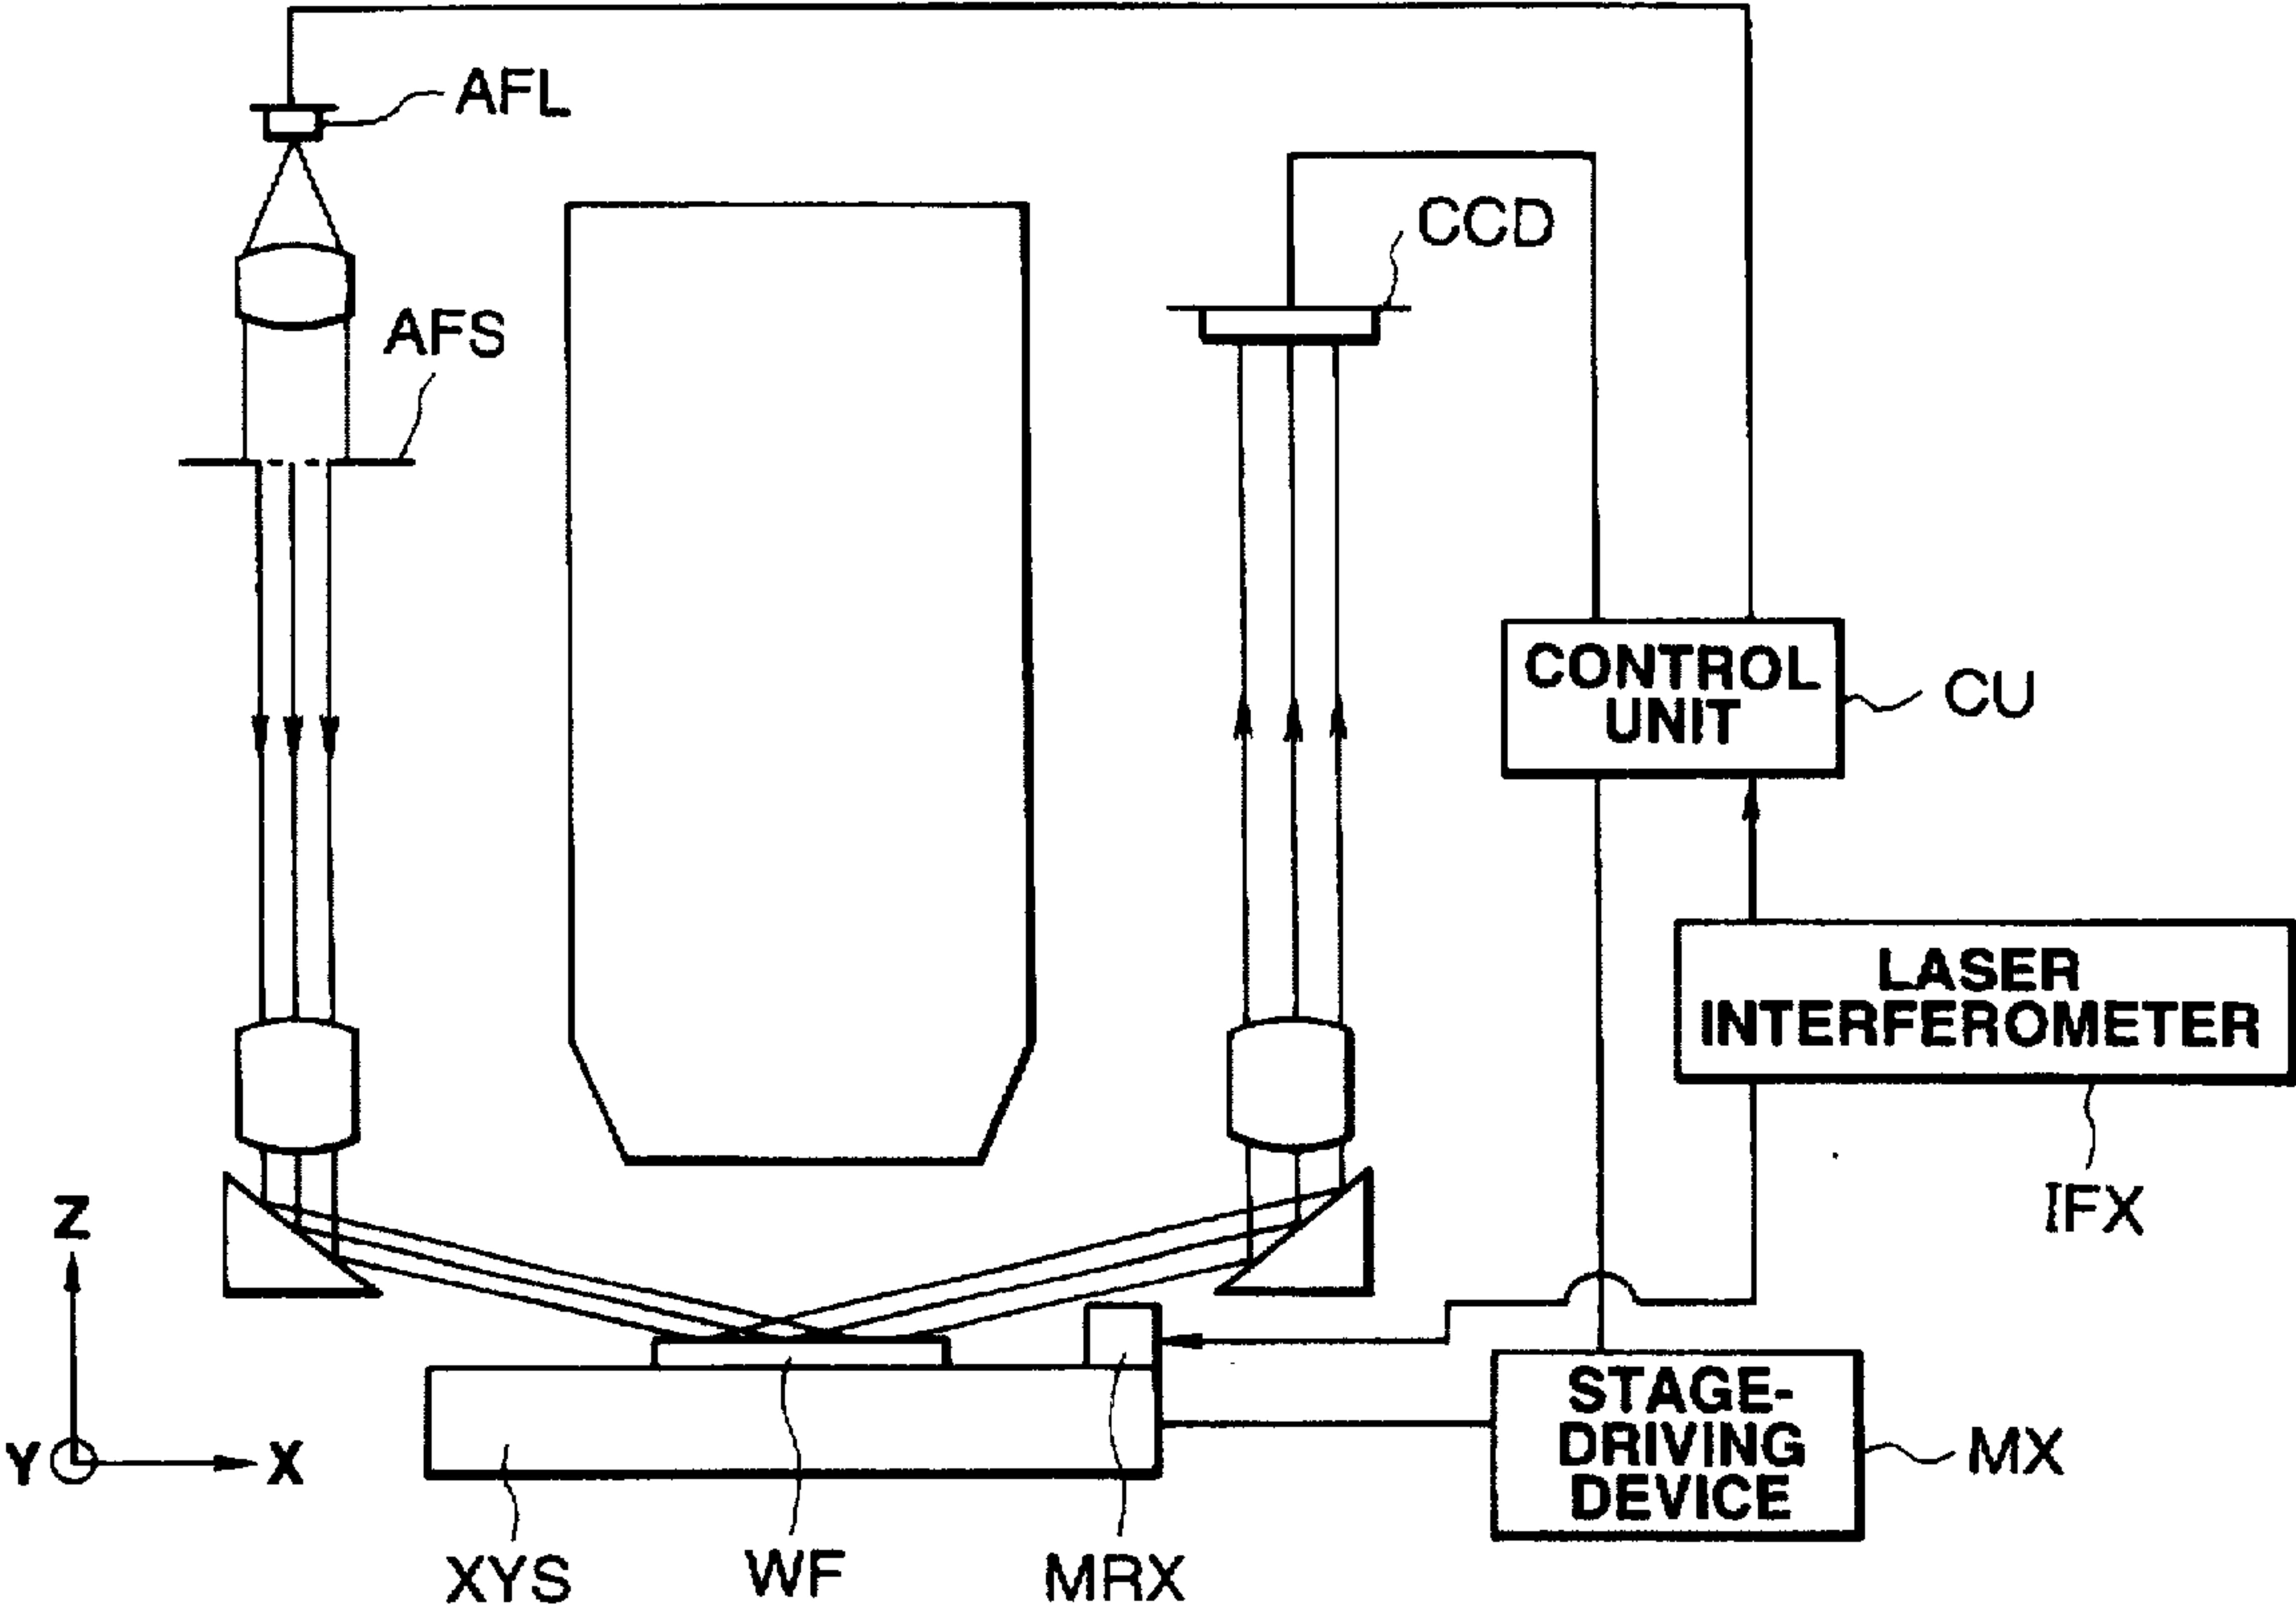 AFL
CCD
AFS
CONTROL
UNIT
CU
LASER
INTERFEROMETER
IFX
Z
Y
X
STAGE-
DRIVING
DEVICE
MX
XYS
WF
MRX